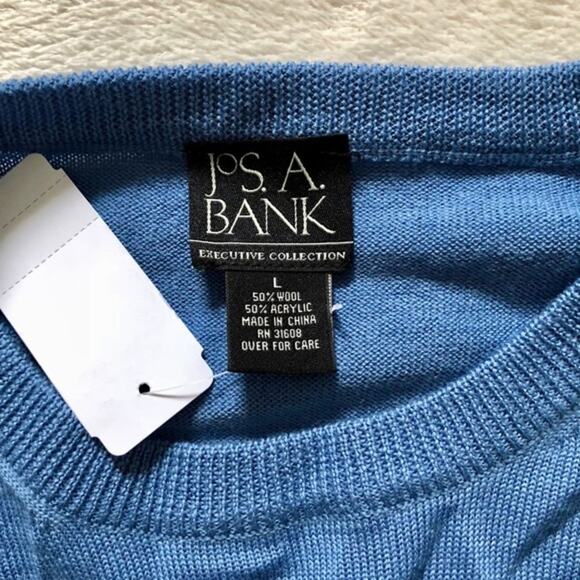 JOS. A.
BANK
EXECUTIVE COLLECTION
L
50% WOOL
50% ACRYLIC
MADE IN CHINA
RN 31608
OVER FOR CARE